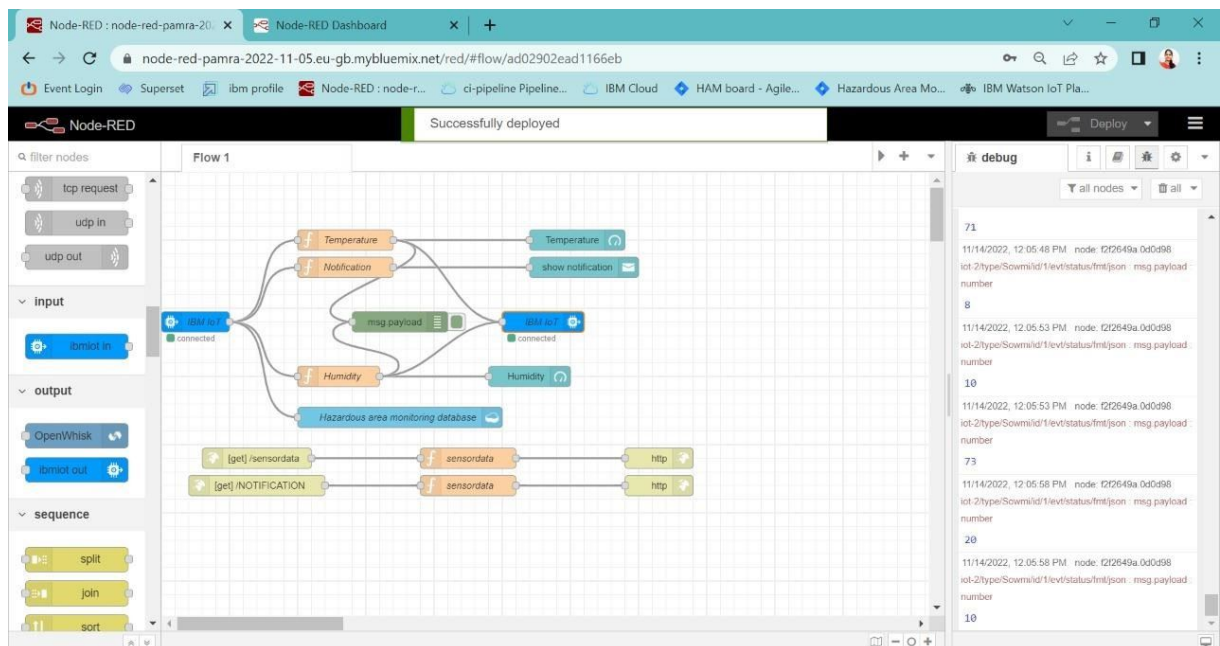 Node-RED : node-red-pamra-20
Node-RED Dashboard
node-red-pamra-2022-11-05.eu-gb.mybluemix.net/red/#flow/ad02902ead1166eb
Event Login
Superset
ibm profile
Node-RED : node-r...
ci-pipeline Pipeline...
IBM Cloud
HAM board - Agile...
Hazardous Area Mo...
IBM Watson IoT Pla...
Node-RED
Successfully deployed
Deploy
filter nodes
tcp request
udp in
udp out
input
ibmiot in
output
OpenWhisk
ibmiot out
sequence
split
join
sort
Flow 1
Temperature
Temperature
Notification
show notification
IBM IoT
connected
msg.payload
IBM IoT
connected
Humidity
Humidity
Hazardous area monitoring database
[get] /sensordata
sensordata
http
[get] /NOTIFICATION
sensordata
http
debug
all nodes
all
71
11/14/2022, 12:05:48 PM node: f2f2649a.0d0d98
iot-2/type/Sowmi/id/1/evt/status/fmt/json : msg.payload :
number
8
11/14/2022, 12:05:53 PM node: f2f2649a.0d0d98
iot-2/type/Sowmi/id/1/evt/status/fmt/json : msg.payload :
number
10
11/14/2022, 12:05:53 PM node: f2f2649a.0d0d98
iot-2/type/Sowmi/id/1/evt/status/fmt/json : msg.payload :
number
73
11/14/2022, 12:05:58 PM node: f2f2649a.0d0d98
iot-2/type/Sowmi/id/1/evt/status/fmt/json : msg.payload :
number
20
11/14/2022, 12:05:58 PM node: f2f2649a.0d0d98
iot-2/type/Sowmi/id/1/evt/status/fmt/json : msg.payload :
number
10